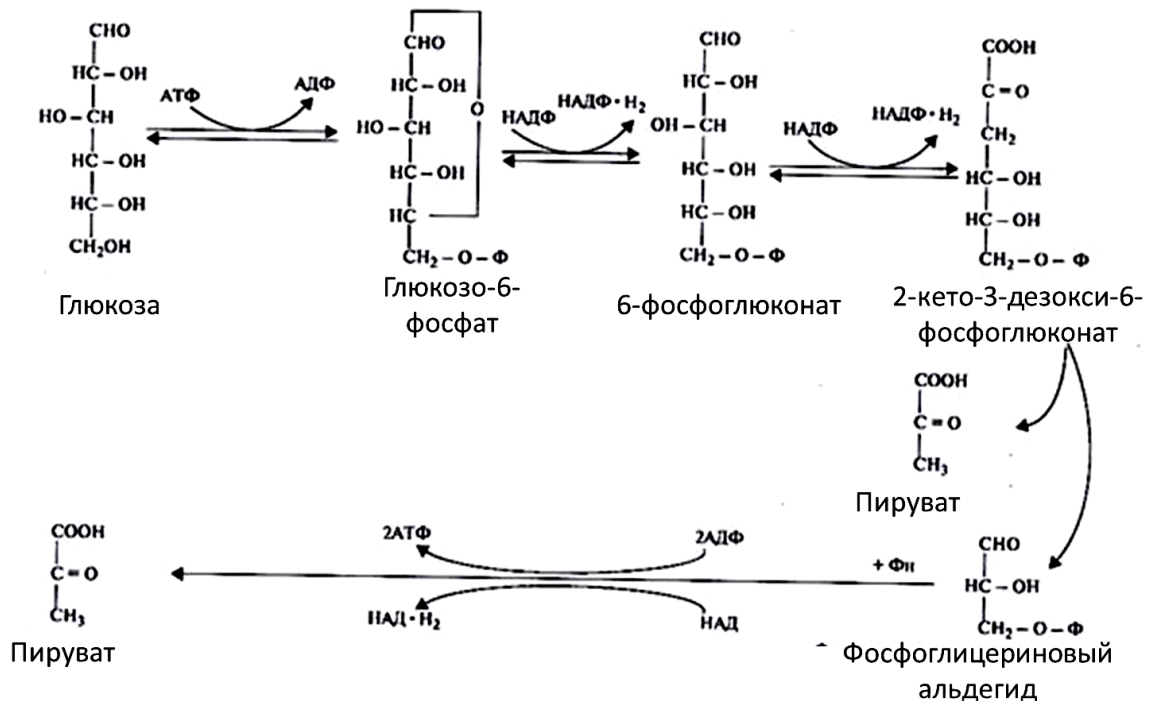 CHO
HC – OH
HO – CH
HC – OH
HC – OH
CH₂OH
Глюкоза
АТФ
АДФ
CHO
HC – OH
HO – CH
HC – OH
HC
CH₂ – O – Ф
O
Глюкозо-6-
фосфат
НАДФ
НАДФ · H₂
CHO
HC – OH
OH – CH
HC – OH
HC – OH
CH₂ – O – Ф
6-фосфоглюконат
НАДФ
НАДФ · H₂
COOH
C = O
CH₂
HC – OH
HC – OH
CH₂ – O – Ф
2-кето-3-дезокси-6-
фосфоглюконат
COOH
C = O
CH₃
Пируват
CHO
HC – OH
CH₂ – O – Ф
Фосфоглицериновый
альдегид
+ Фн
2АДФ
2АТФ
НАД
НАД · H₂
COOH
C = O
CH₃
Пируват